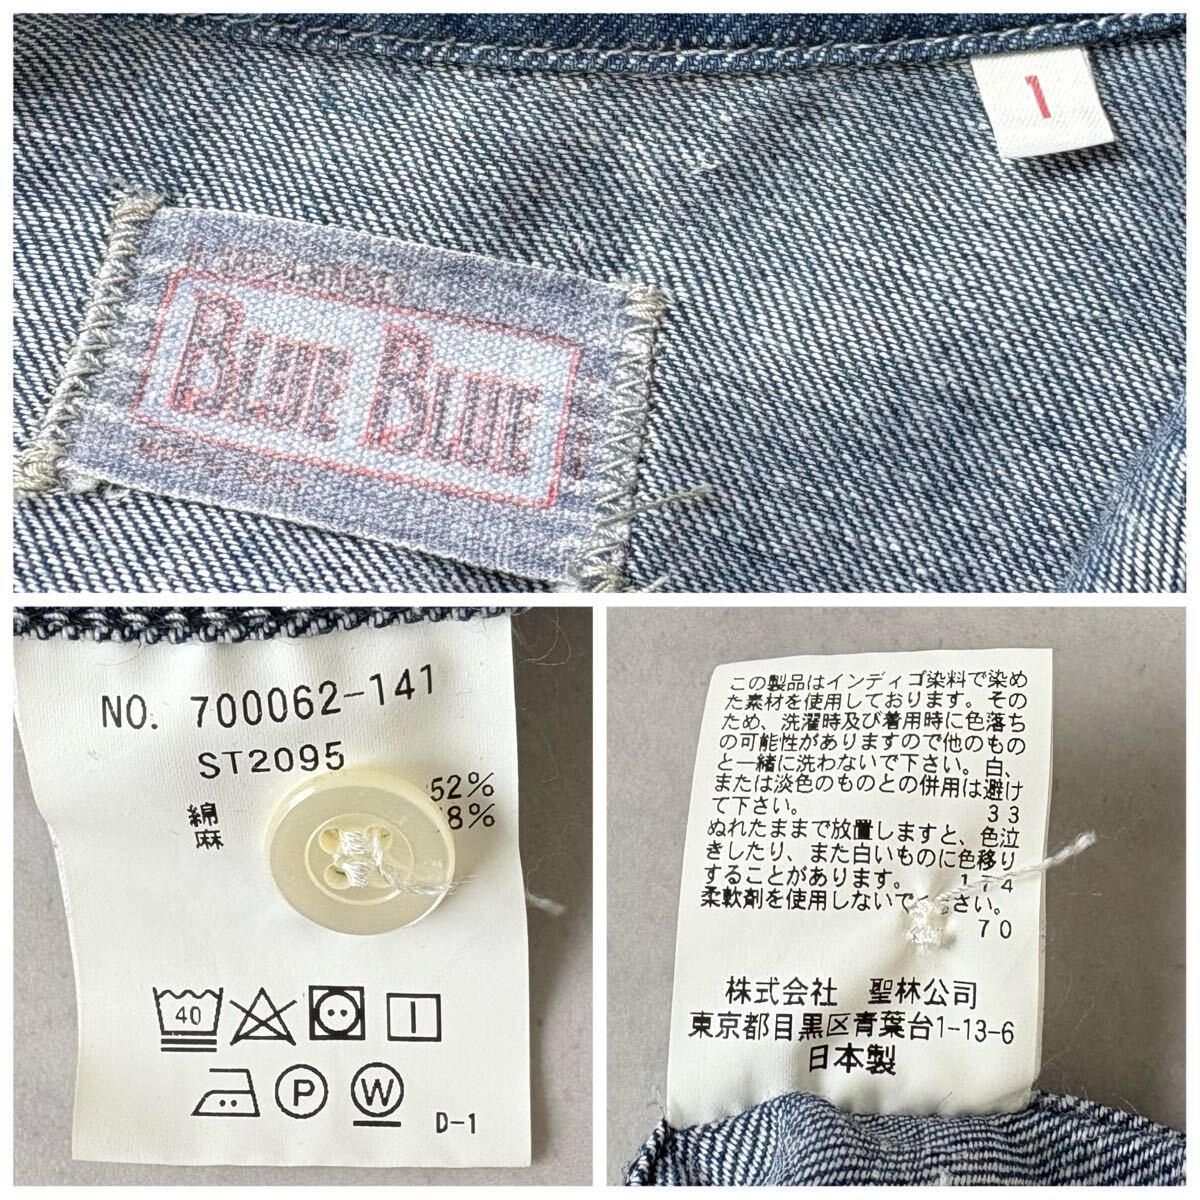 1
BLUE BLUE
NO. 700062-141
ST2095
綿 52%
麻 8%
40
P
W
D-1
この製品はインディゴ染料で染め
た素材を使用しております。その
ため、洗濯時及び着用時に色落ち
の可能性がありますので他のもの
と一緒に洗わないで下さい。白、
または淡色のものとの併用は避け
て下さい。 33
ぬれたままで放置しますと、色泣
きしたり、また白いものに色移り
することがあります。 174
柔軟剤を使用しないでください。
70
株式会社 聖林公司
東京都目黒区青葉台1-13-6
日本製